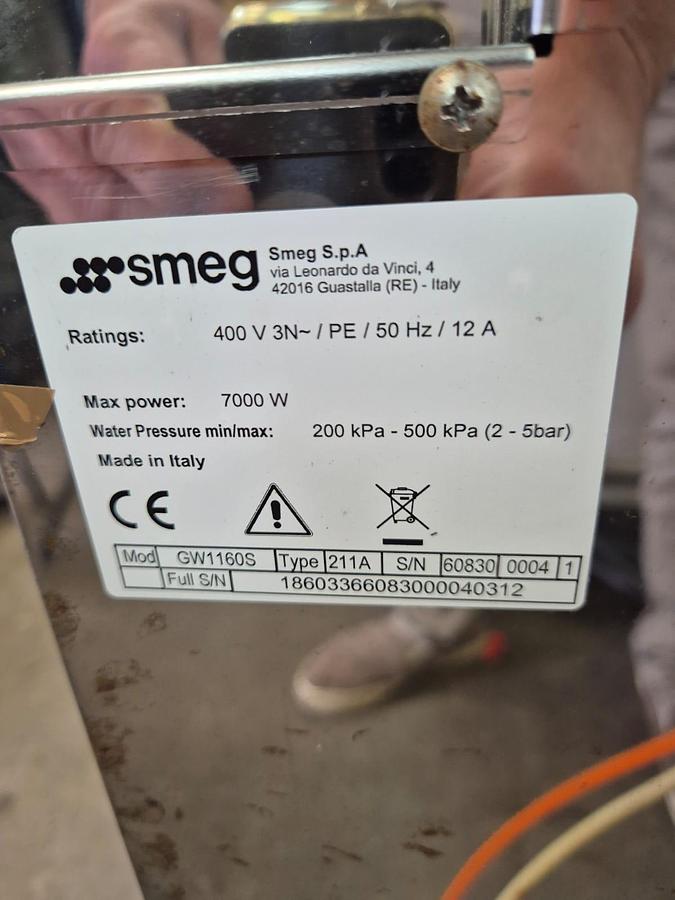 smeg
Smeg S.p.A
via Leonardo da Vinci, 4
42016 Guastalla (RE) - Italy
Ratings: 400 V 3N~ / PE / 50 Hz / 12 A
Max power: 7000 W
Water Pressure min/max: 200 kPa - 500 kPa (2 - 5bar)
Made in Italy
CE
Mod GW1160S Type 211A S/N 60830 0004 1
Full S/N 18603366083000040312